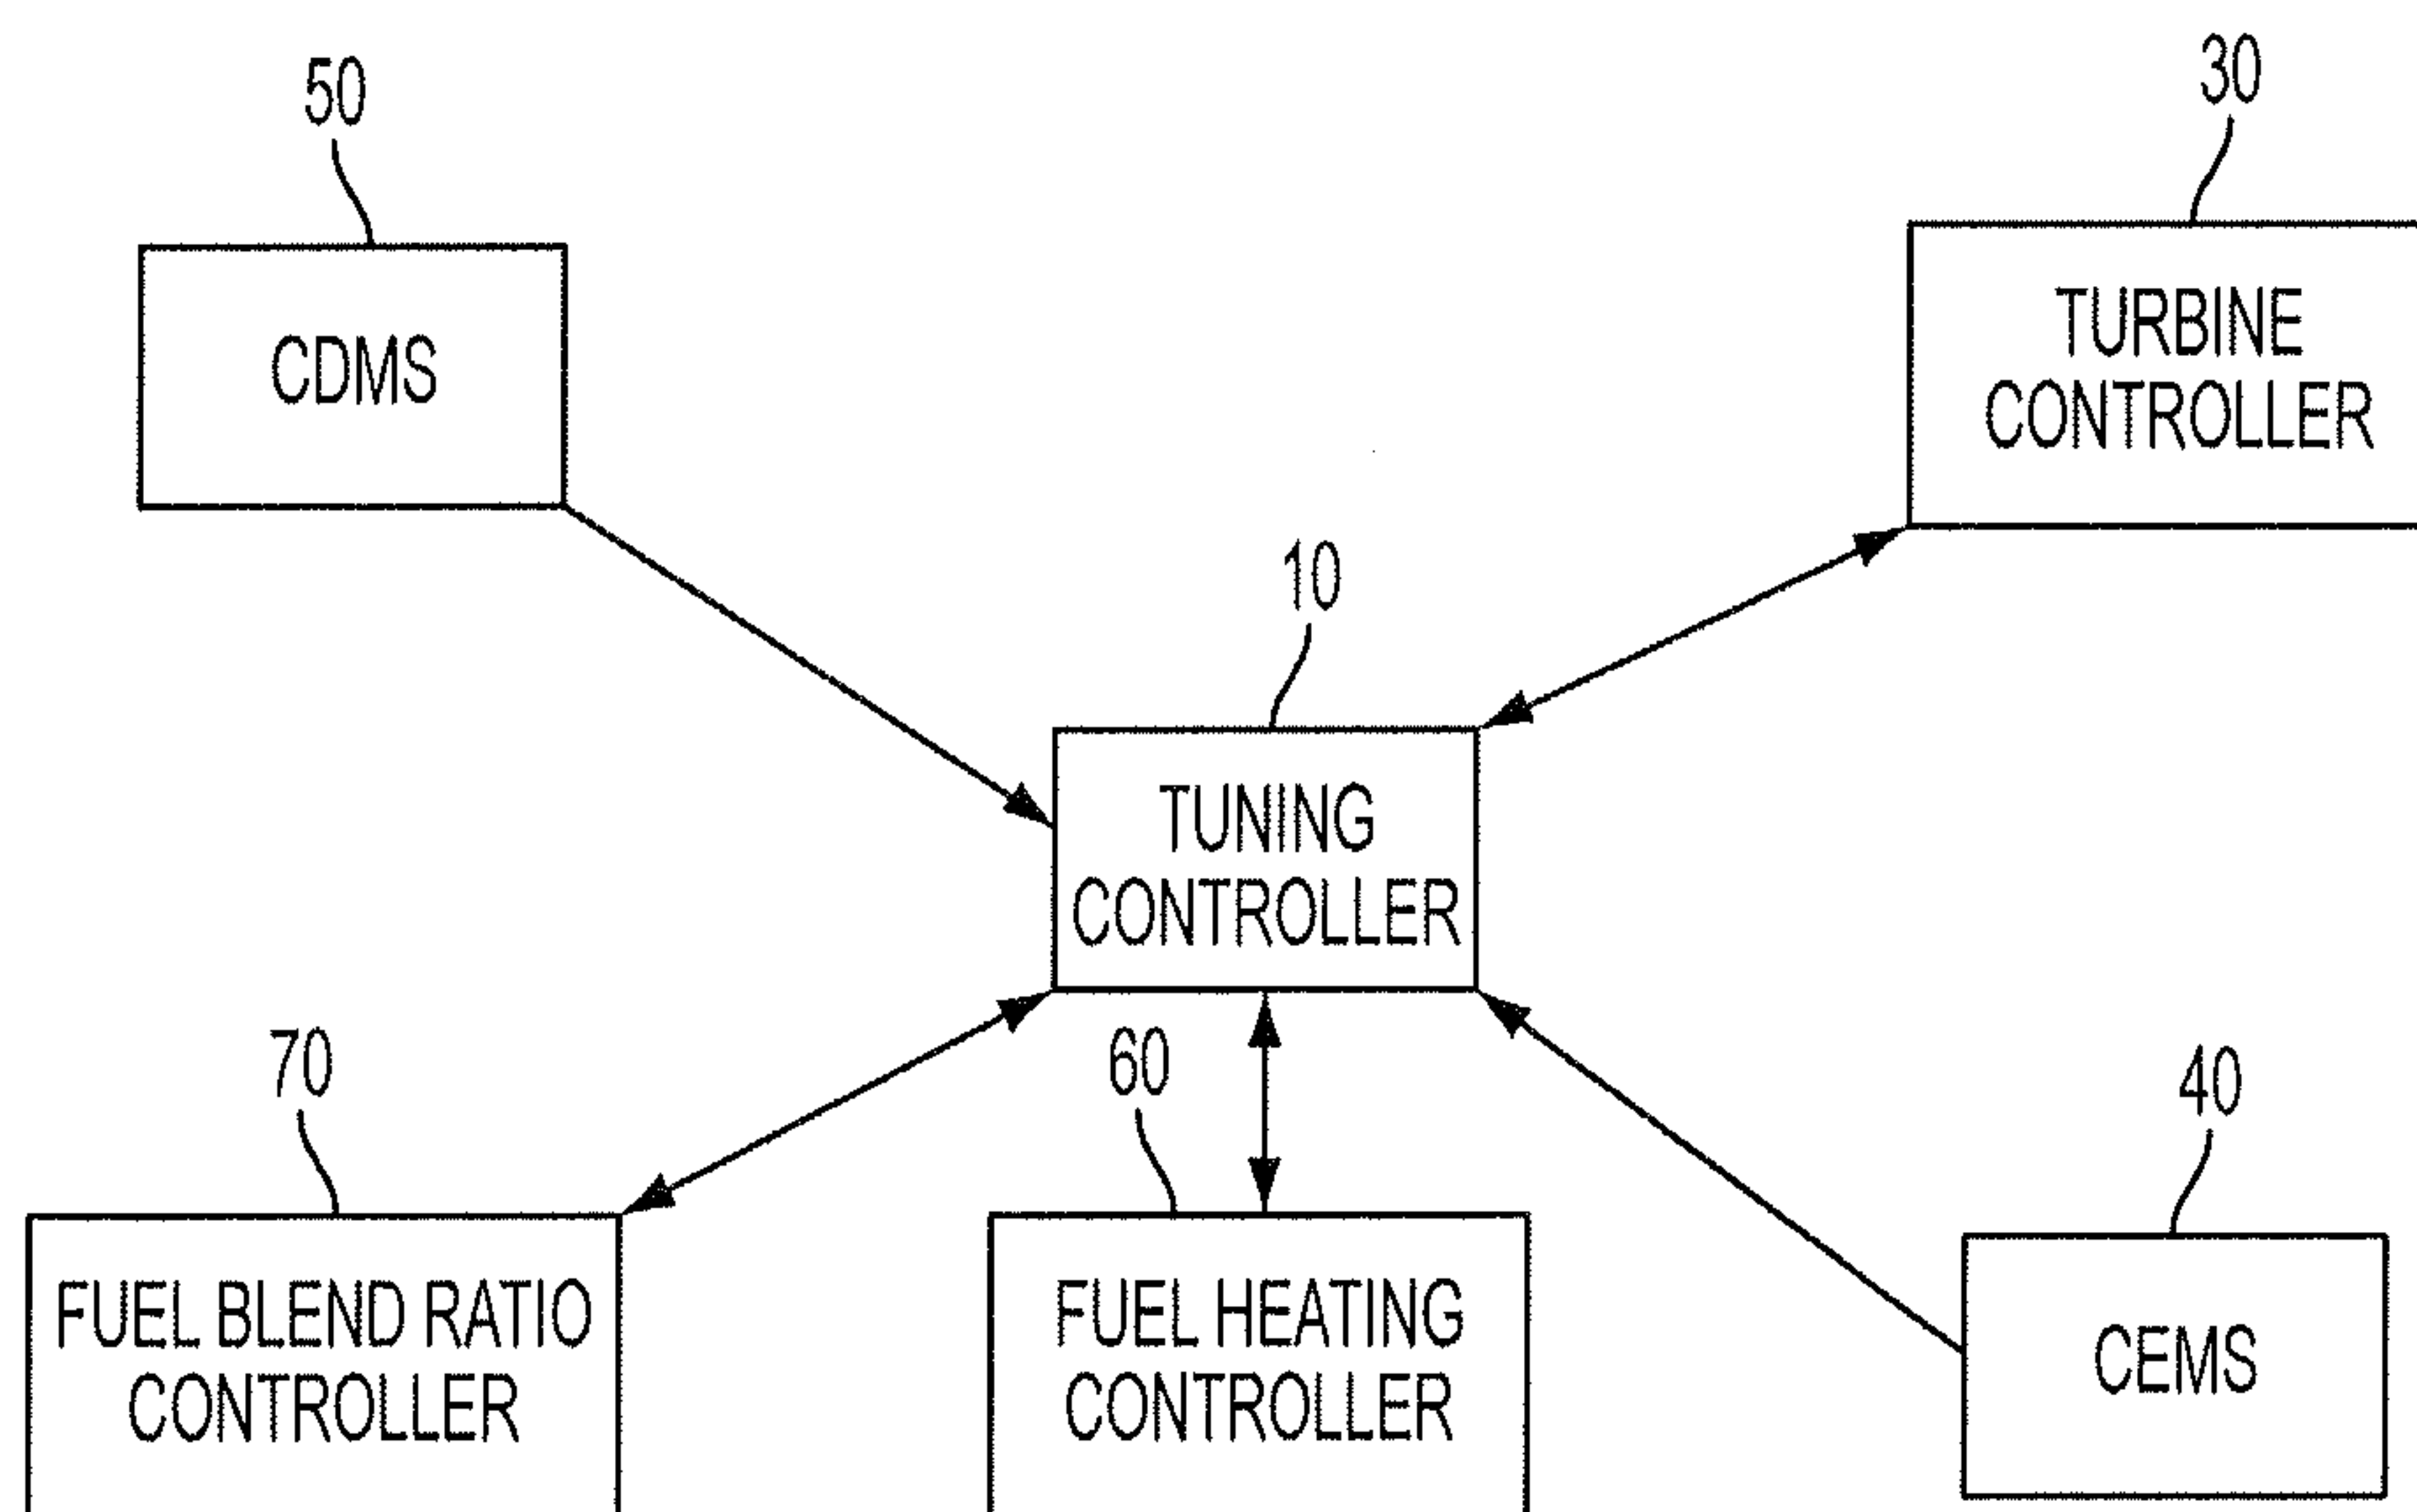 50
30
CDMS
TURBINE
CONTROLLER
10
TUNING
CONTROLLER
70
60
40
FUEL BLEND RATIO
CONTROLLER
FUEL HEATING
CONTROLLER
CEMS